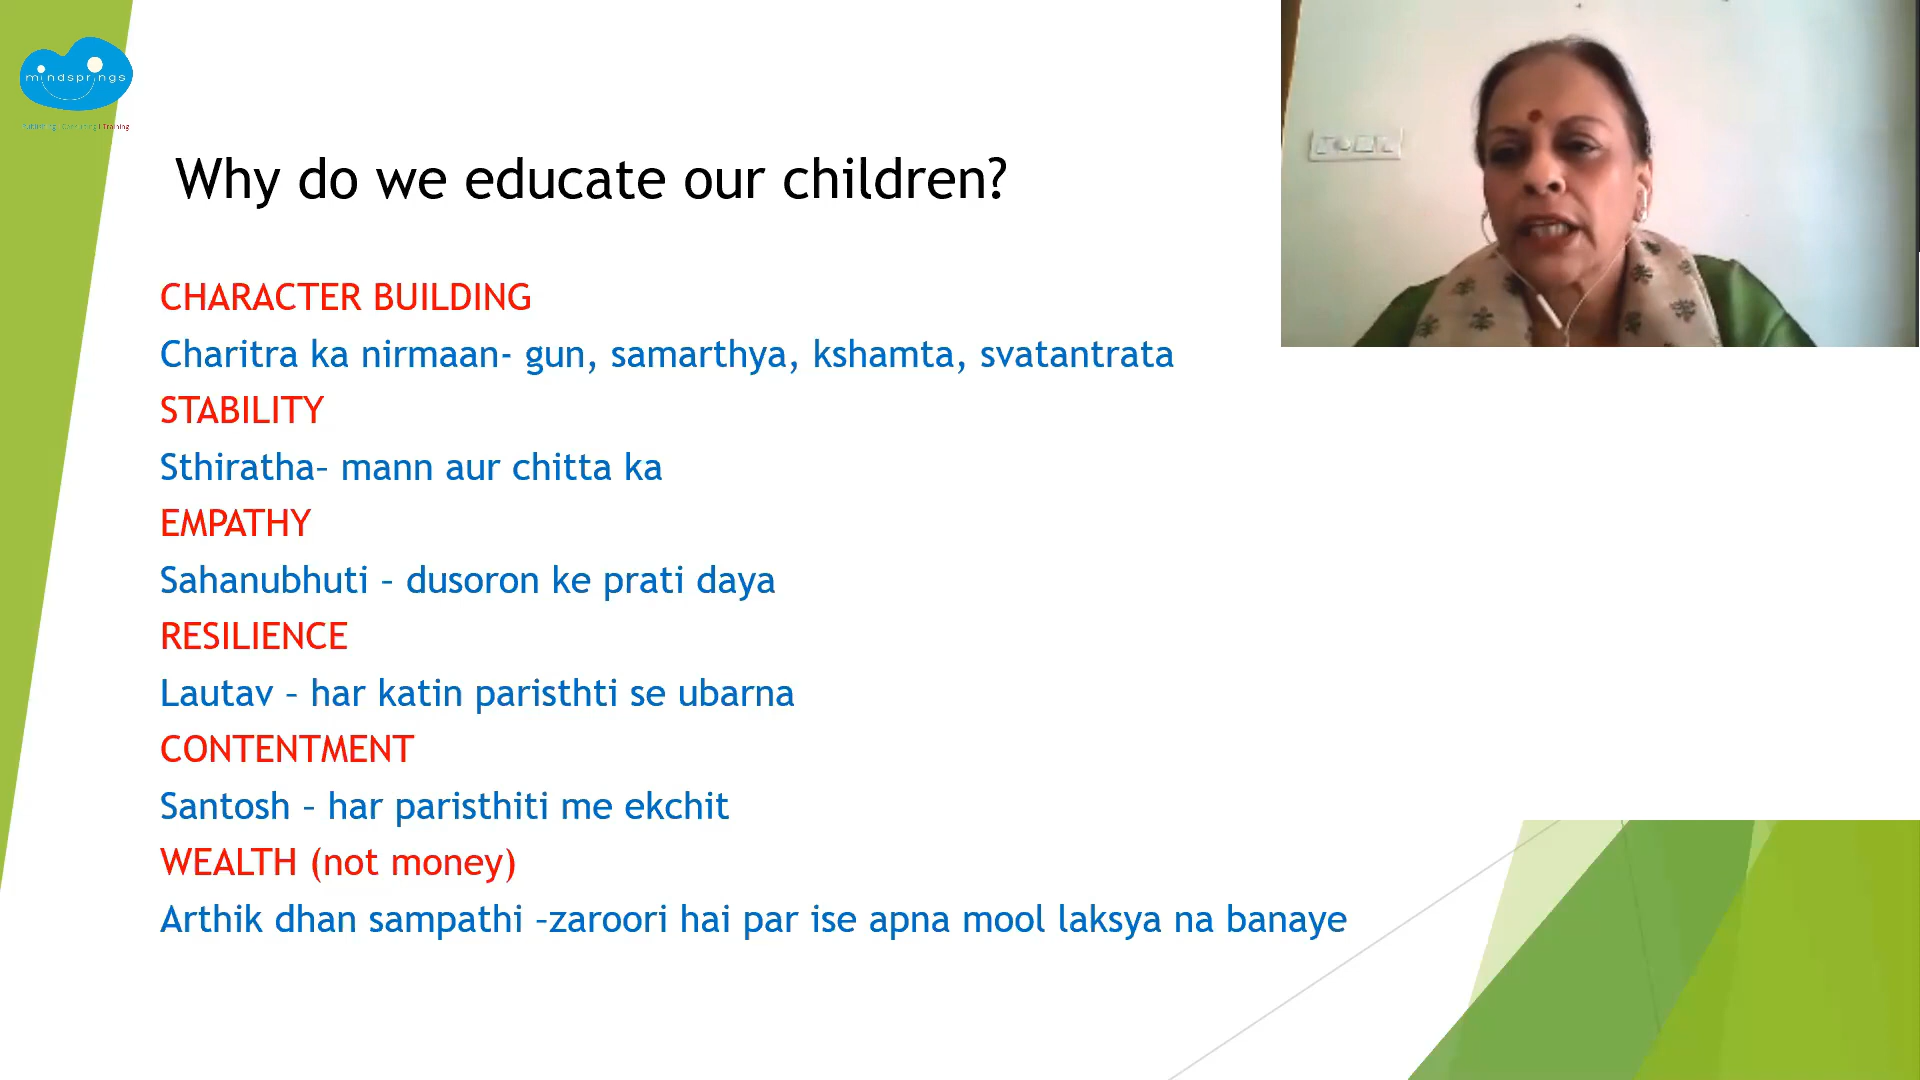 mindsprings
Training
Why do we educate our children?
CHARACTER BUILDING
Charitra ka nirmaan- gun, samarthya, kshamta, svatantrata
STABILITY
Sthiratha– mann aur chitta ka
EMPATHY
Sahanubhuti – dusoron ke prati daya
RESILIENCE
Lautav – har katin paristhti se ubarna
CONTENTMENT
Santosh – har paristhiti me ekchit
WEALTH (not money)
Arthik dhan sampathi –zaroori hai par ise apna mool laksya na banaye